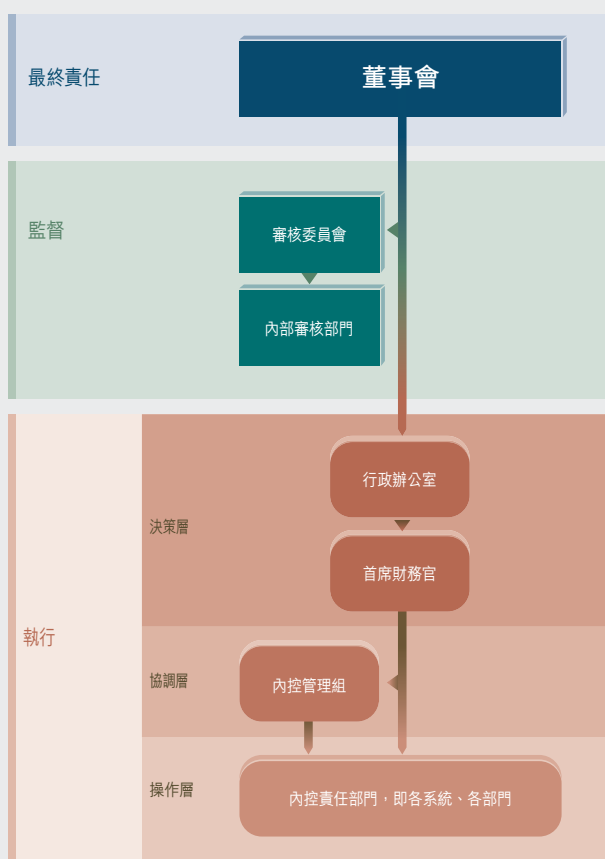 最終責任
董事會
監督
審核委員會
內部審核部門
執行
決策層
行政辦公室
首席財務官
協調層
內控管理組
操作層
內控責任部門，即各系統、各部門